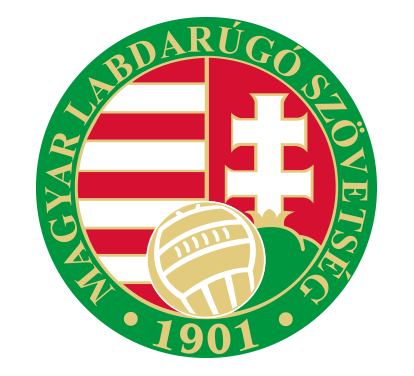 MAGYAR LABDARÚGÓ SZÖVETSÉG
• 1901 •